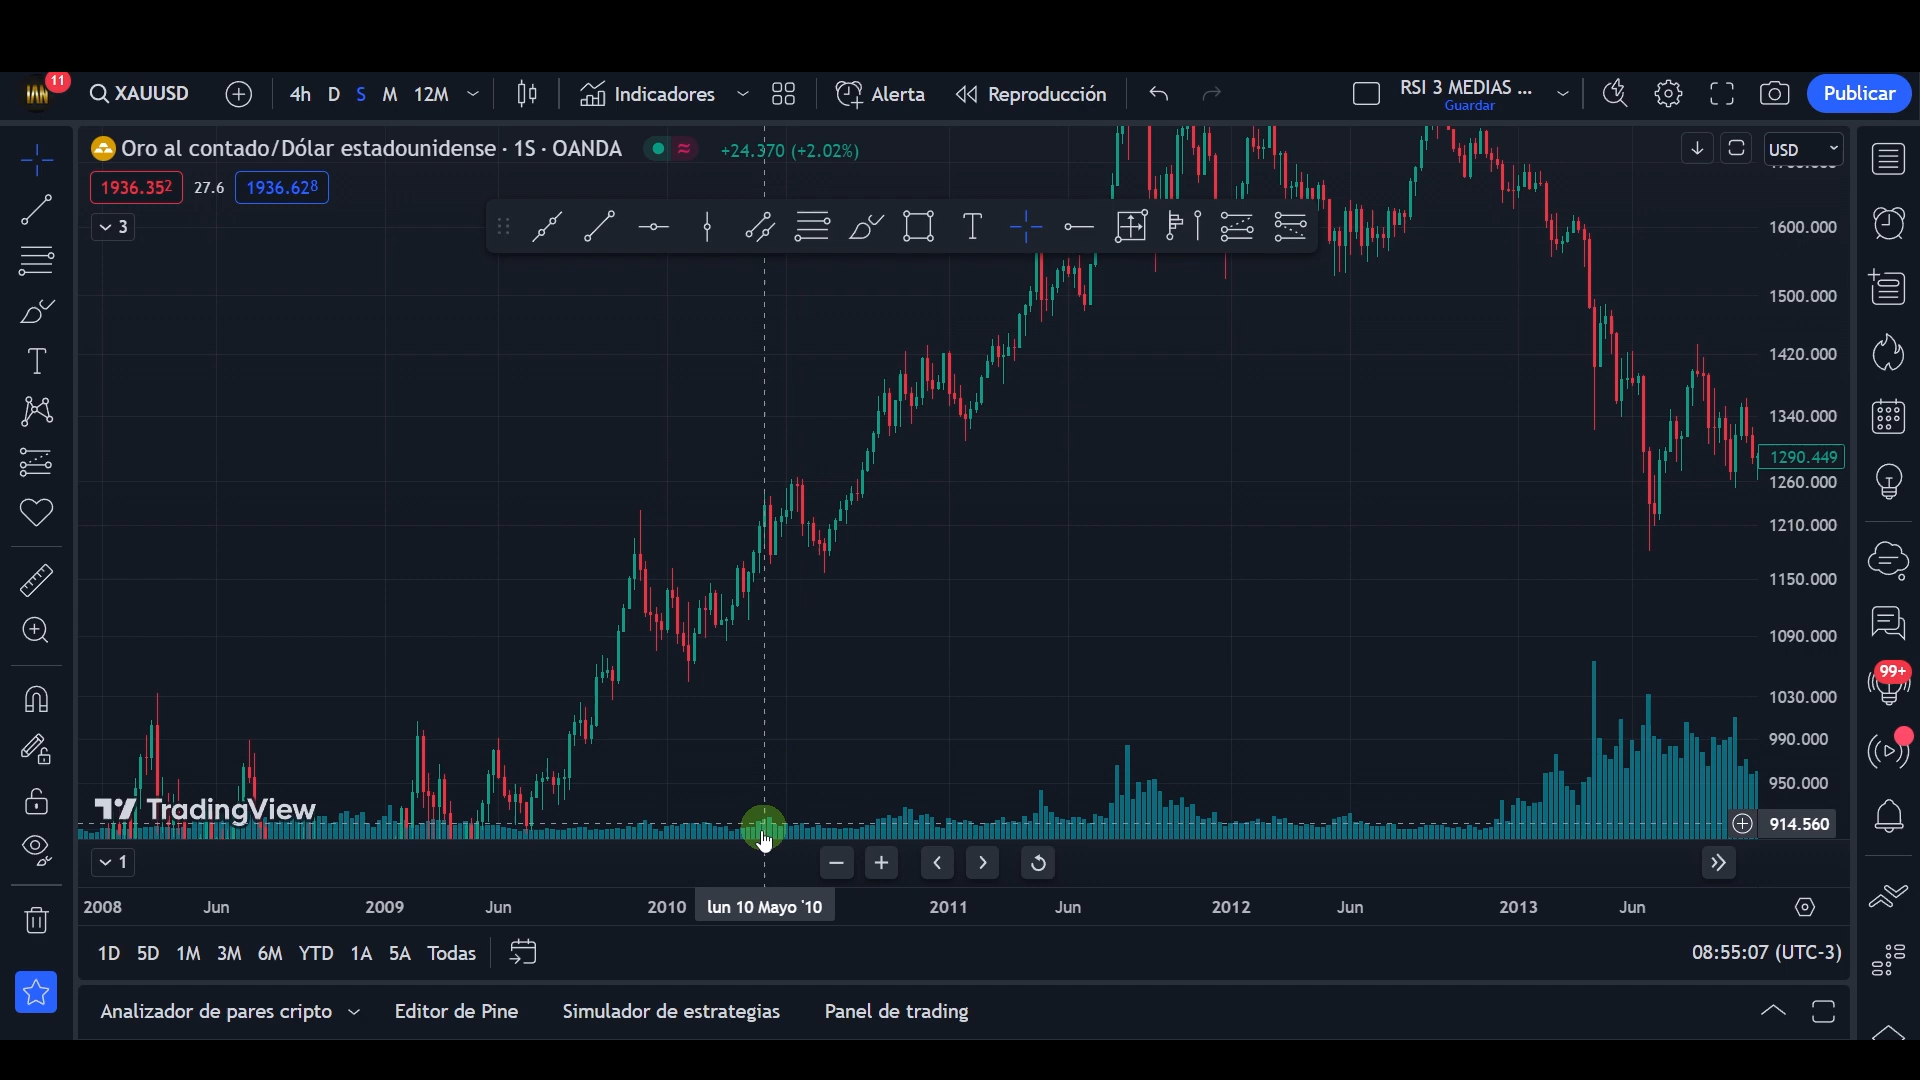 IAN 11 XAUUSD 4h D S M 12M Indicadores Alerta Reproducción RSI 3 MEDIAS ... Publicar
Guardar
Oro al contado/Dólar estadounidense · 1S · OANDA +24.370 (+2.02%) USD
1936.352 27.6 1936.628
3
1600.000
1500.000
1420.000
1340.000
1290.449
1260.000
1210.000
1150.000
1090.000
1030.000
99+
990.000
950.000
TradingView
914.560
1
2008 Jun 2009 Jun 2010 lun 10 Mayo '10 2011 Jun 2012 Jun 2013 Jun
1D 5D 1M 3M 6M YTD 1A 5A Todas 08:55:07 (UTC-3)
Analizador de pares cripto Editor de Pine Simulador de estrategias Panel de trading